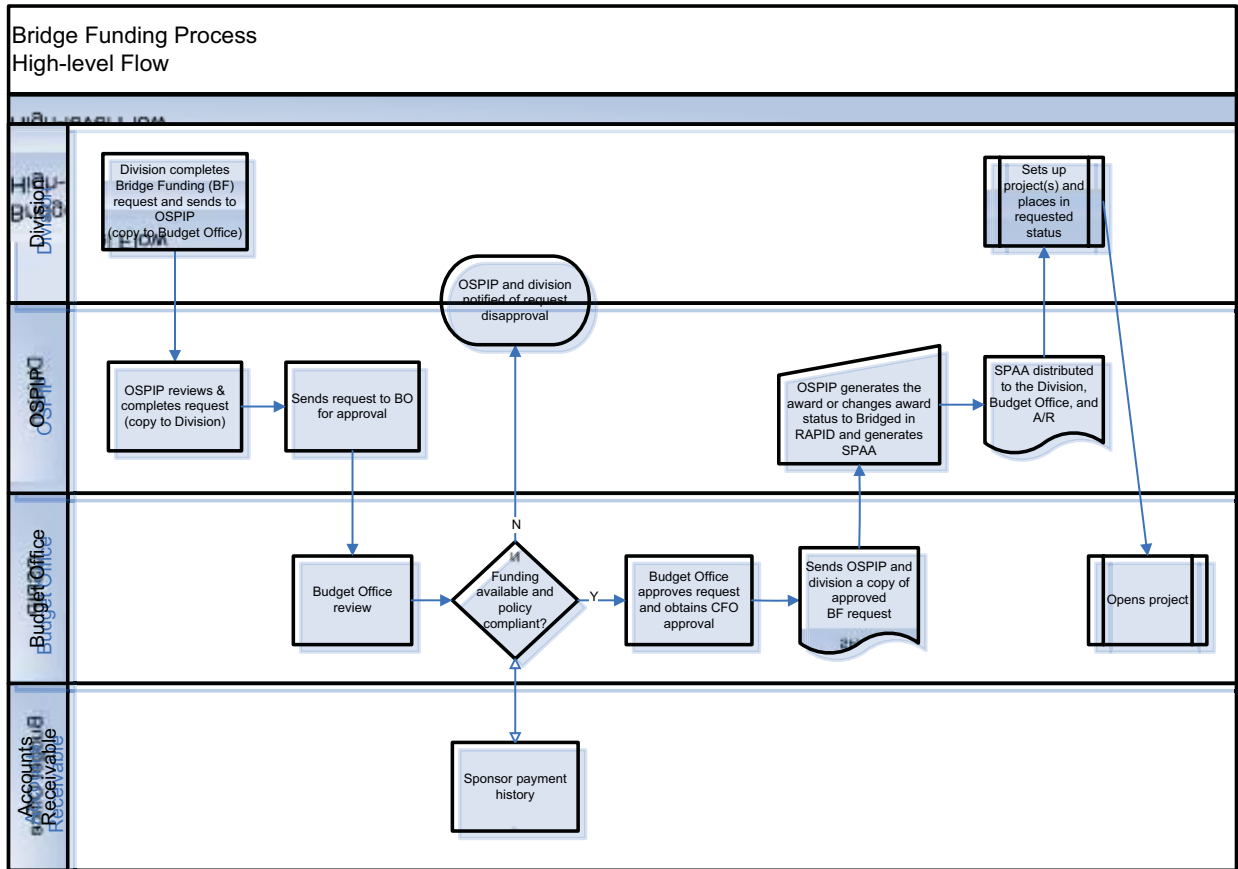 Bridge Funding Process
High-level Flow
Division
Division completes
Bridge Funding (BF)
request and sends to
OSPIP
(copy to Budget Office)
Sets up
project(s) and
places in
requested
status
OSPIP and division
notified of request
disapproval
OSPIP
OSPIP reviews &
completes request
(copy to Division)
Sends request to BO
for approval
OSPIP generates the
award or changes award
status to Bridged in
RAPID and generates
SPAA
SPAA distributed
to the Division,
Budget Office, and
A/R
Budget Office
Budget Office
review
N
Funding
available and
policy
compliant?
Y
Budget Office
approves request
and obtains CFO
approval
Sends OSPIP and
division a copy of
approved
BF request
Opens project
Accounts
Receivable
Sponsor payment
history